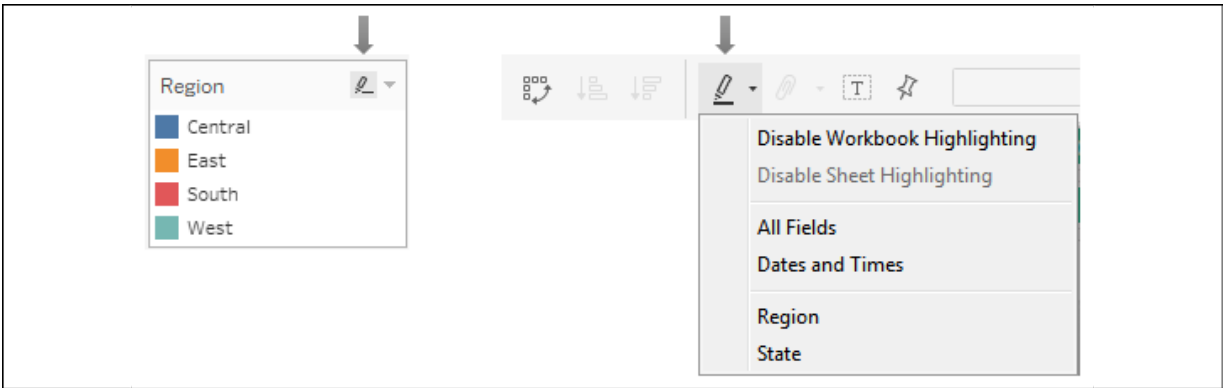 Region
Central
East
South
West
T
Disable Workbook Highlighting
Disable Sheet Highlighting
All Fields
Dates and Times
Region
State